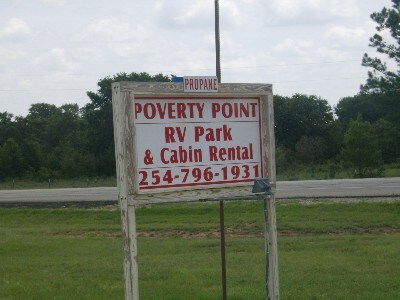 PROPANE
POVERTY POINT
RV Park
& Cabin Rental
254-796-1931